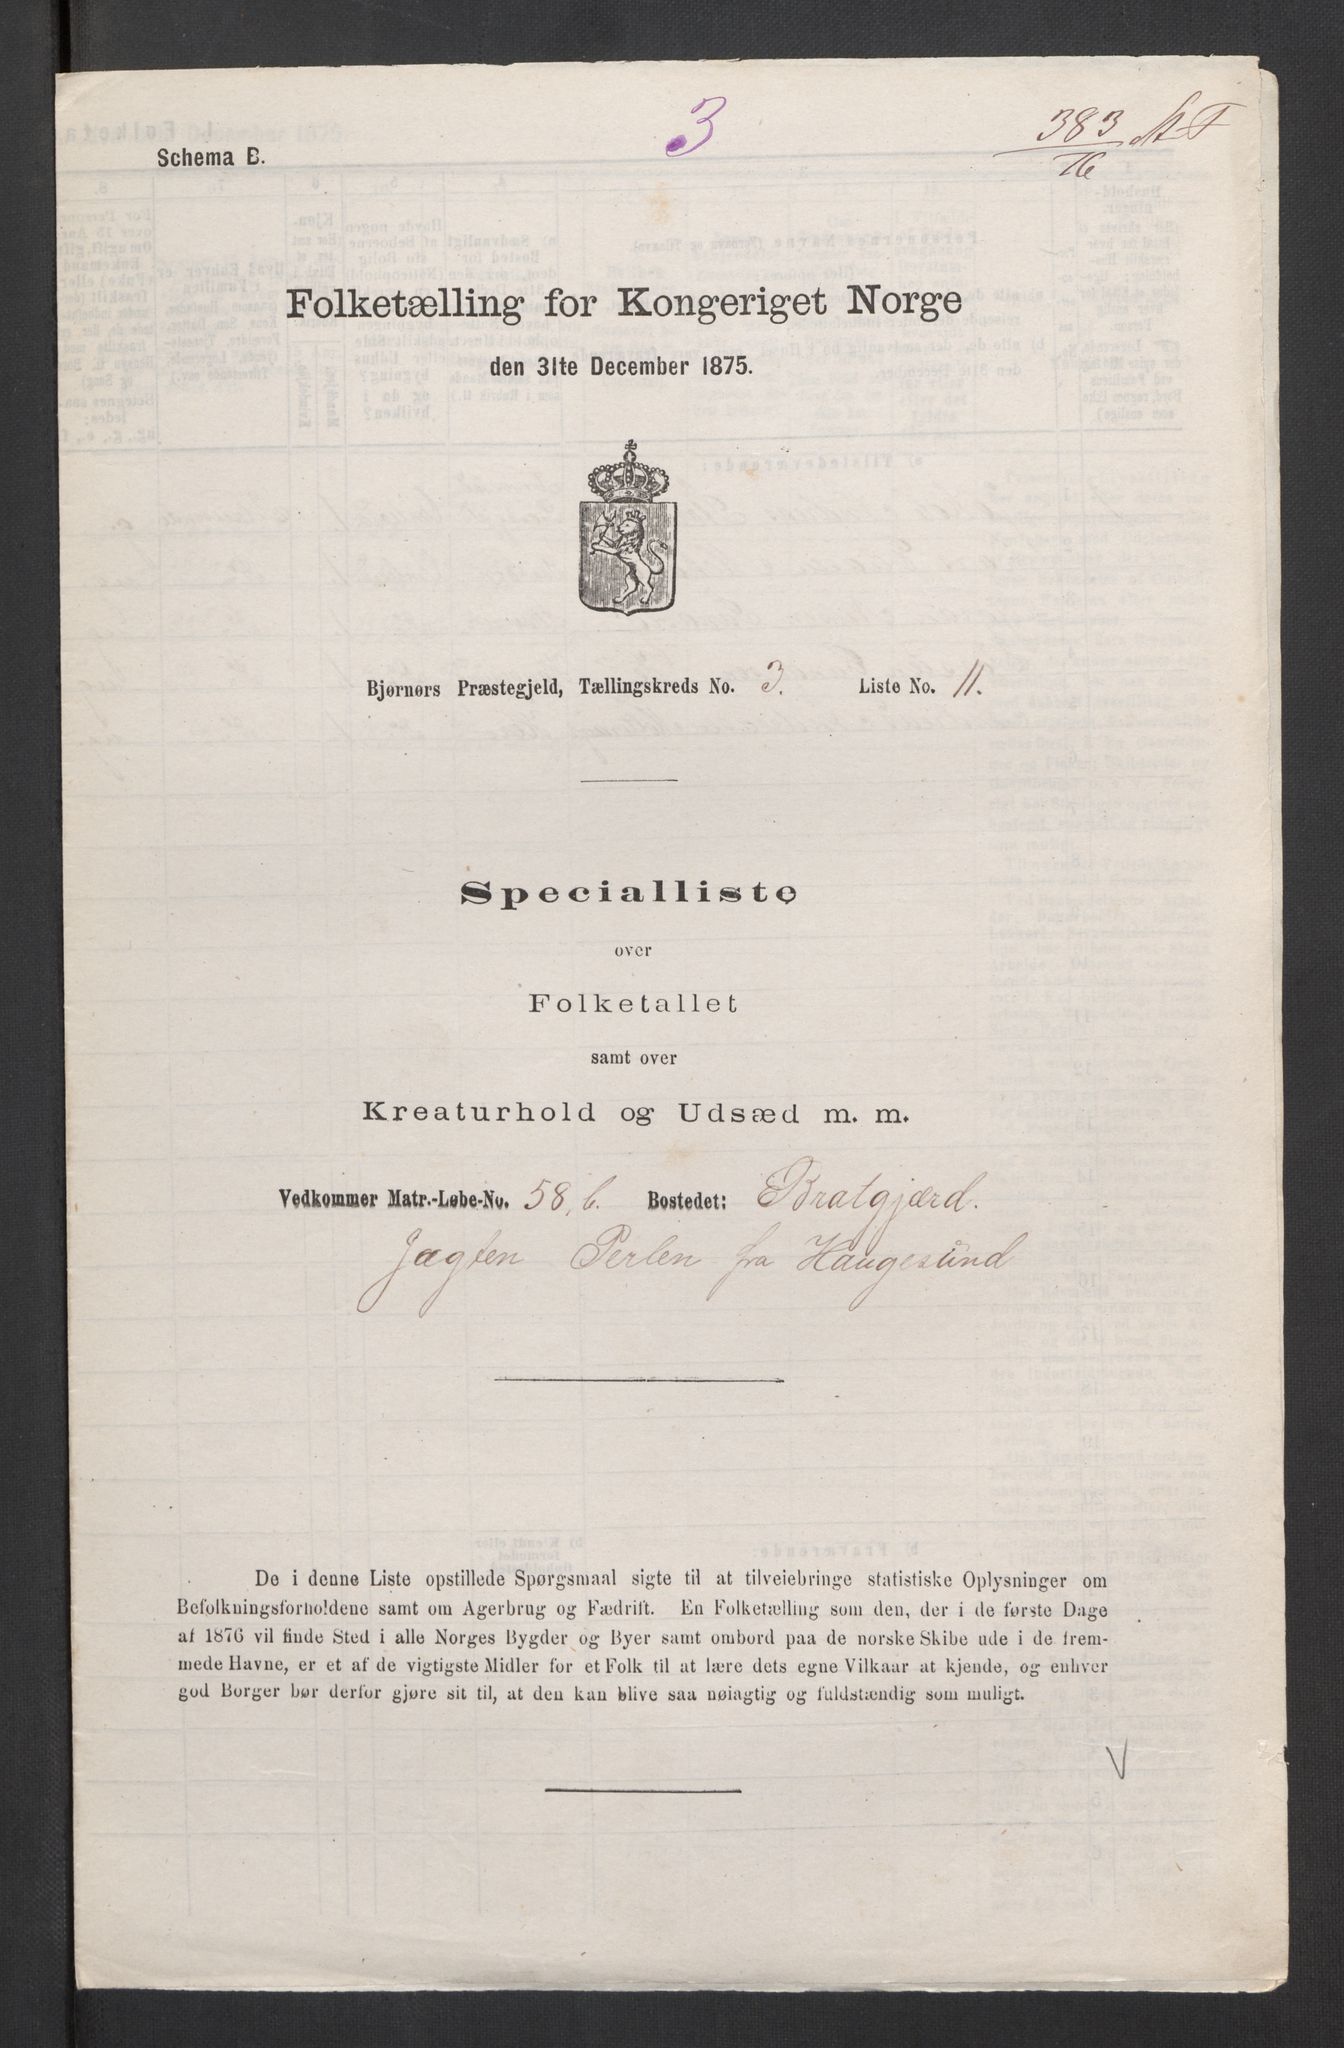 3
383 / 76
Schema B.
Folketælling for Kongeriget Norge
den 31te December 1875.
Bjørnørs Præstegjeld, Tællingskreds No. 3. Liste No. 11.
Specialliste
over
Folketallet
samt over
Kreaturhold og Udsæd m. m.
Vedkommer Matr.-Løbe-No. 58, b. Bostedet: Bratgjærd.
Jagten Perlen fra Haugesund
De i denne Liste opstillede Spørgsmaal sigte til at tilveiebringe statistiske Oplysninger om
Befolkningsforholdene samt om Agerbrug og Fædrift. En Folketælling som den, der i de første Dage
af 1876 vil finde Sted i alle Norges Bygder og Byer samt ombord paa de norske Skibe ude i de frem-
mede Havne, er et af de vigtigste Midler for et Folk til at lære dets egne Vilkaar at kjende, og enhver
god Borger bør derfor gjøre sit til, at den kan blive saa nøiagtig og fuldstændig som muligt.
V